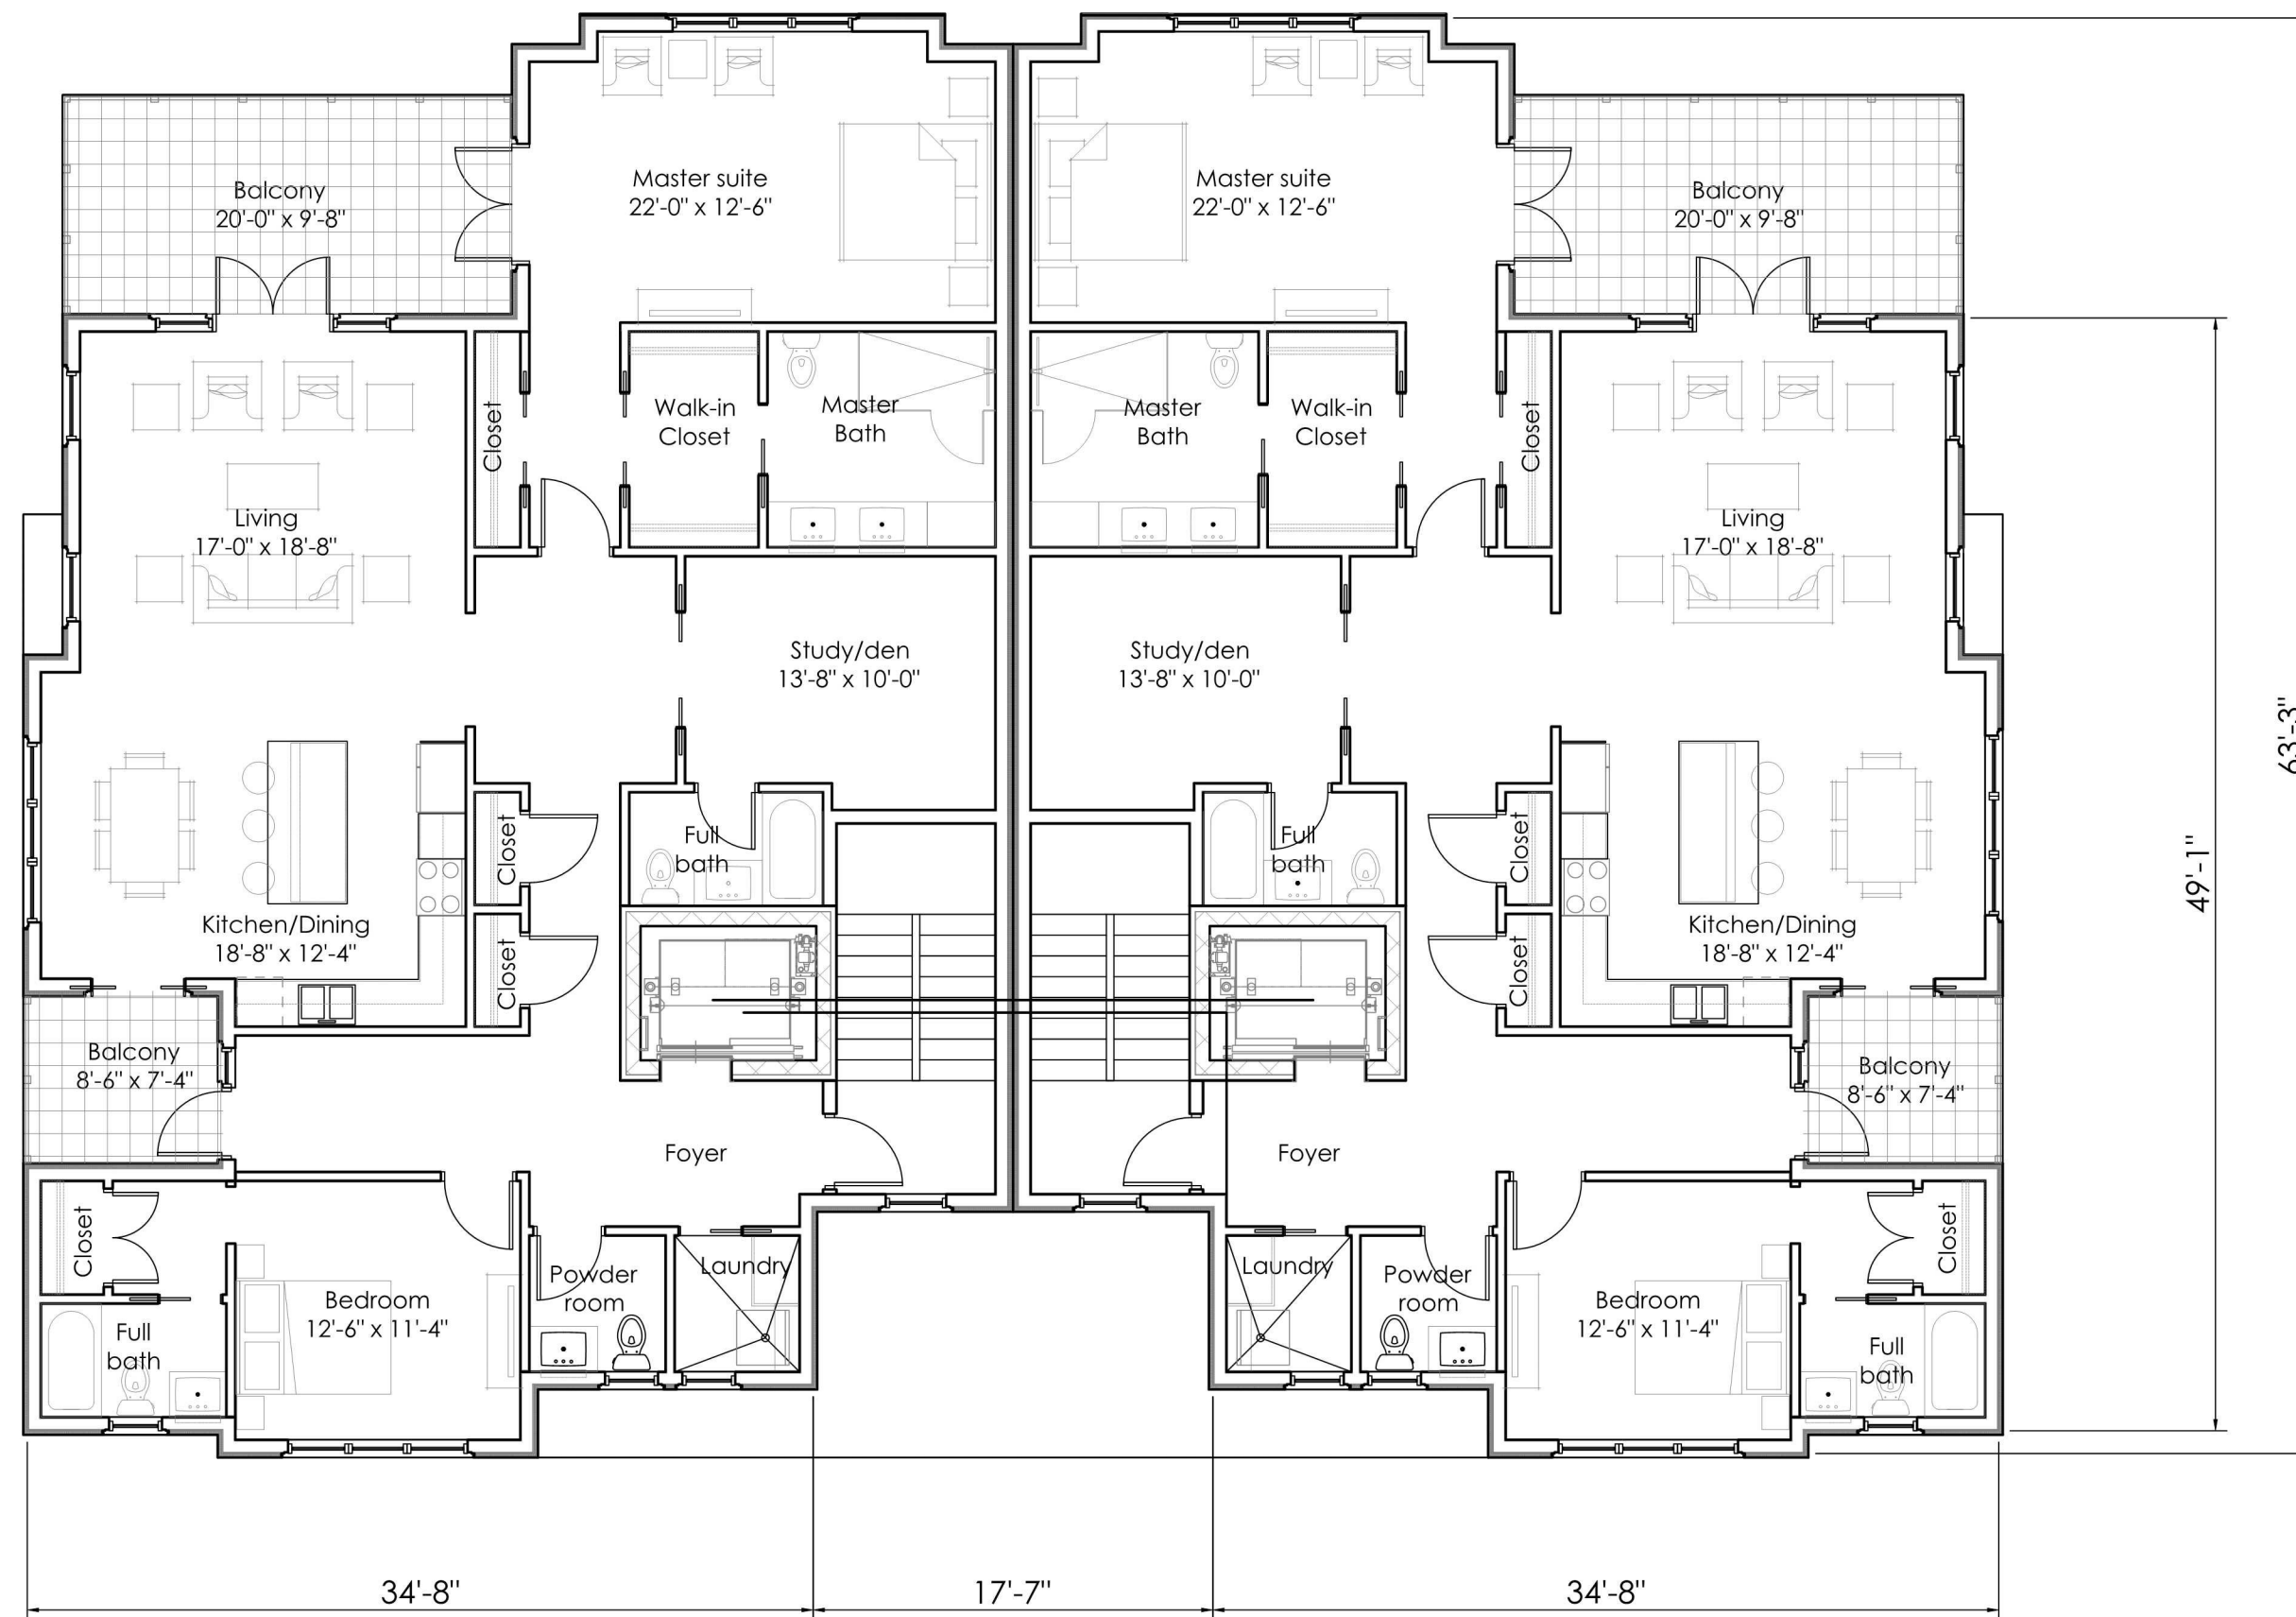 Master suite
22'-0" x 12'-6"
Master suite
22'-0" x 12'-6"
Balcony
20'-0" x 9'-8"
Balcony
20'-0" x 9'-8"
Closet
Walk-in
Closet
Master
Bath
Master
Bath
Walk-in
Closet
Closet
Living
17'-0" x 18'-8"
Living
17'-0" x 18'-8"
Study/den
13'-8" x 10'-0"
Study/den
13'-8" x 10'-0"
63'-3"
49'-1"
Closet
Full
bath
Full
bath
Closet
Kitchen/Dining
18'-8" x 12'-4"
Closet
Closet
Kitchen/Dining
18'-8" x 12'-4"
Balcony
8'-6" x 7'-4"
Balcony
8'-6" x 7'-4"
Foyer
Foyer
Closet
Bedroom
12'-6" x 11'-4"
Powder
room
Laundry
Laundry
Powder
room
Bedroom
12'-6" x 11'-4"
Closet
Full
bath
Full
bath
34'-8"
17'-7"
34'-8"